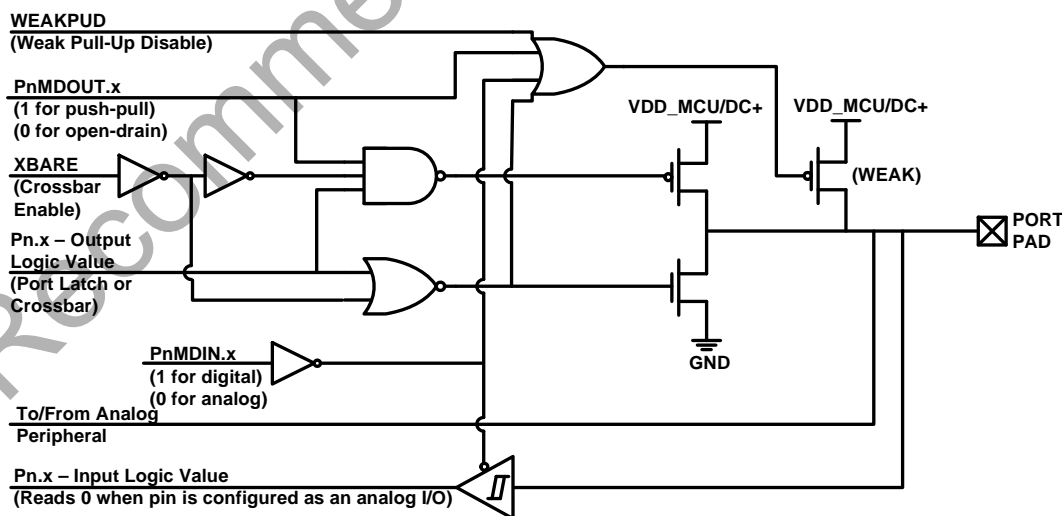 WEAKPUD
(Weak Pull-Up Disable)
PnMDOUT.x
(1 for push-pull)
(0 for open-drain)
XBARE
(Crossbar
Enable)
Pn.x – Output
Logic Value
(Port Latch or
Crossbar)
PnMDIN.x
(1 for digital)
(0 for analog)
To/From Analog
Peripheral
Pn.x – Input Logic Value
(Reads 0 when pin is configured as an analog I/O)
VDD_MCU/DC+
VDD_MCU/DC+
(WEAK)
PORT
PAD
GND
Recomme